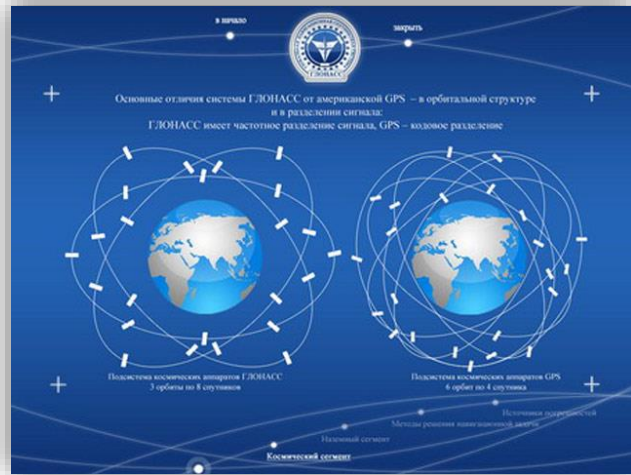 в начало
закрыть
ГЛОНАСС
Основные отличия системы ГЛОНАСС от американской GPS – в орбитальной структуре
и в разделении сигнала:
ГЛОНАСС имеет частотное разделение сигнала, GPS – кодовое разделение
Подсистема космических аппаратов ГЛОНАСС
3 орбиты по 8 спутников
Подсистема космических аппаратов GPS
6 орбит по 4 спутника
Источники погрешностей
Методы решения навигационной задачи
Наземный сегмент
Космический сегмент